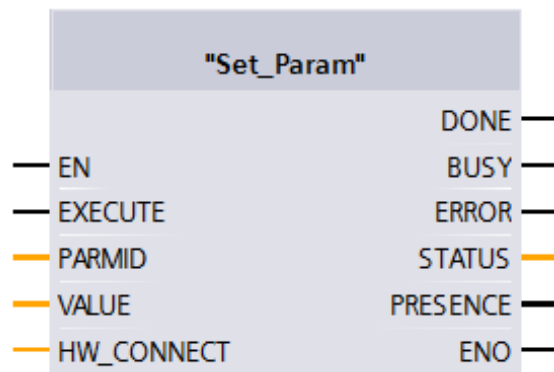 "Set_Param"
DONE
EN BUSY
EXECUTE ERROR
PARMID STATUS
VALUE PRESENCE
HW_CONNECT ENO